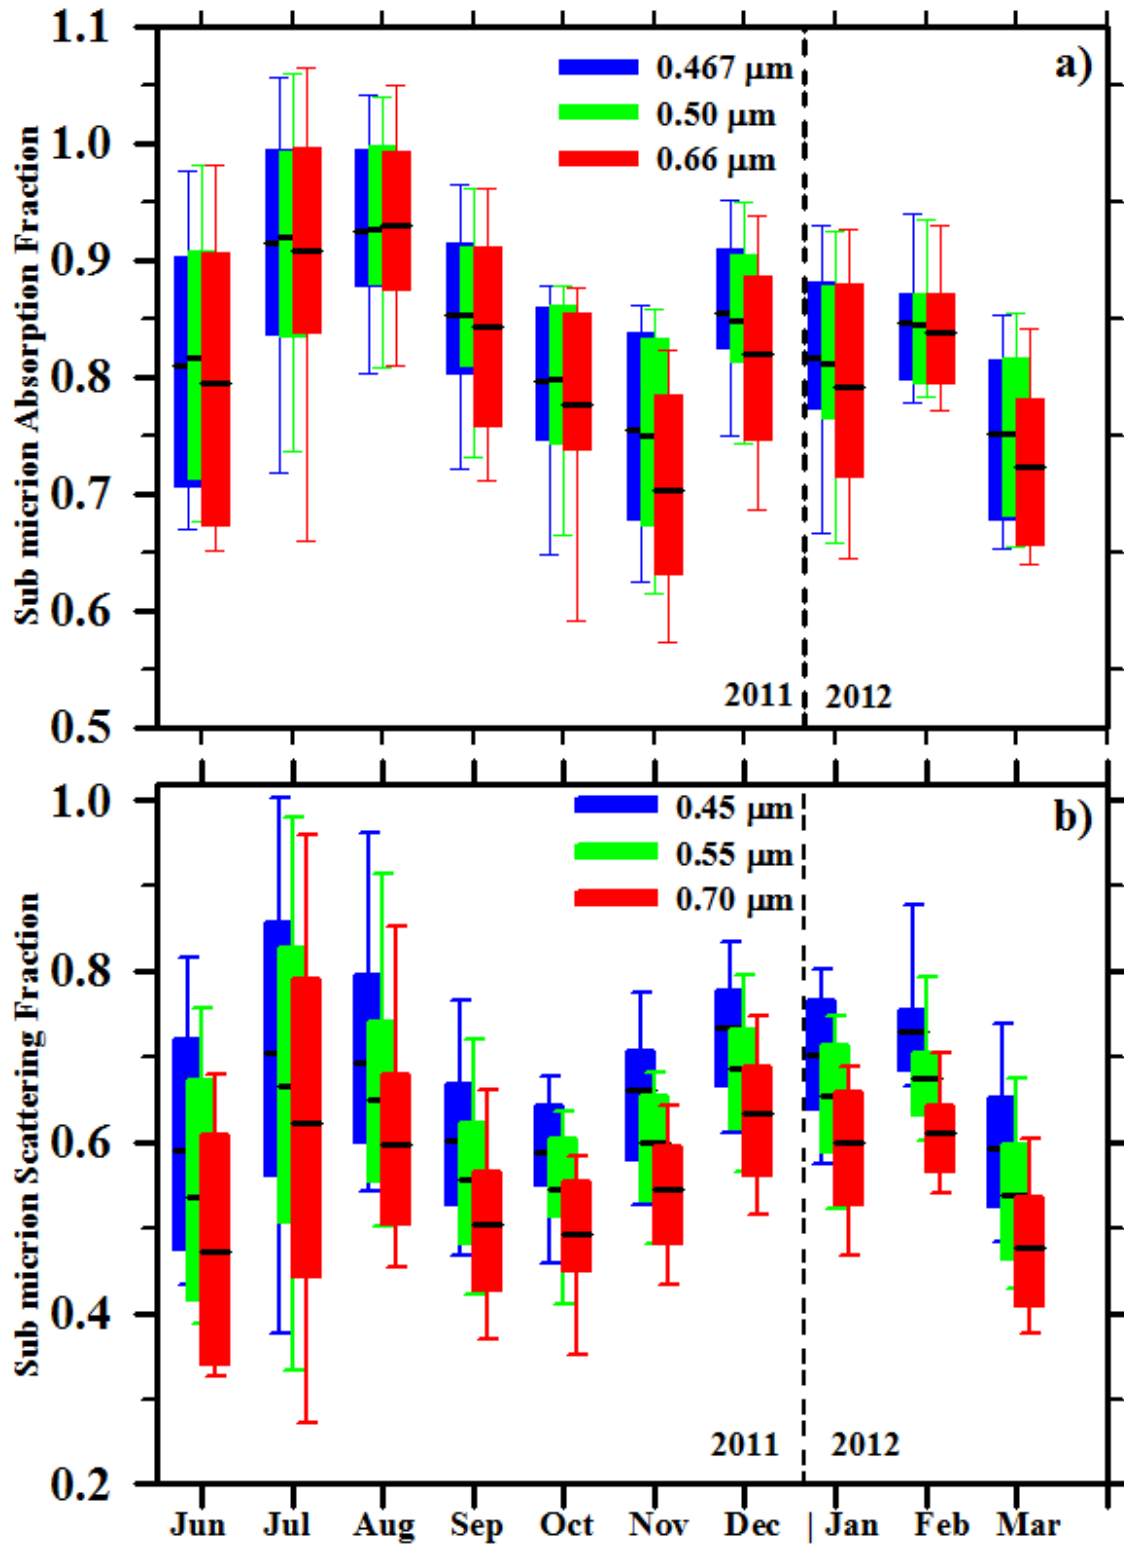 1.1
a)
0.467 μm
1.0
0.50 μm
0.66 μm
0.9
0.8
0.7
0.6
0.5
2011
2012
Sub micrion Absorption Fraction
1.0
b)
0.45 μm
0.55 μm
0.70 μm
0.8
0.6
0.4
0.2
2011
2012
Sub micrion Scattering Fraction
Jun Jul Aug Sep Oct Nov Dec | Jan Feb Mar